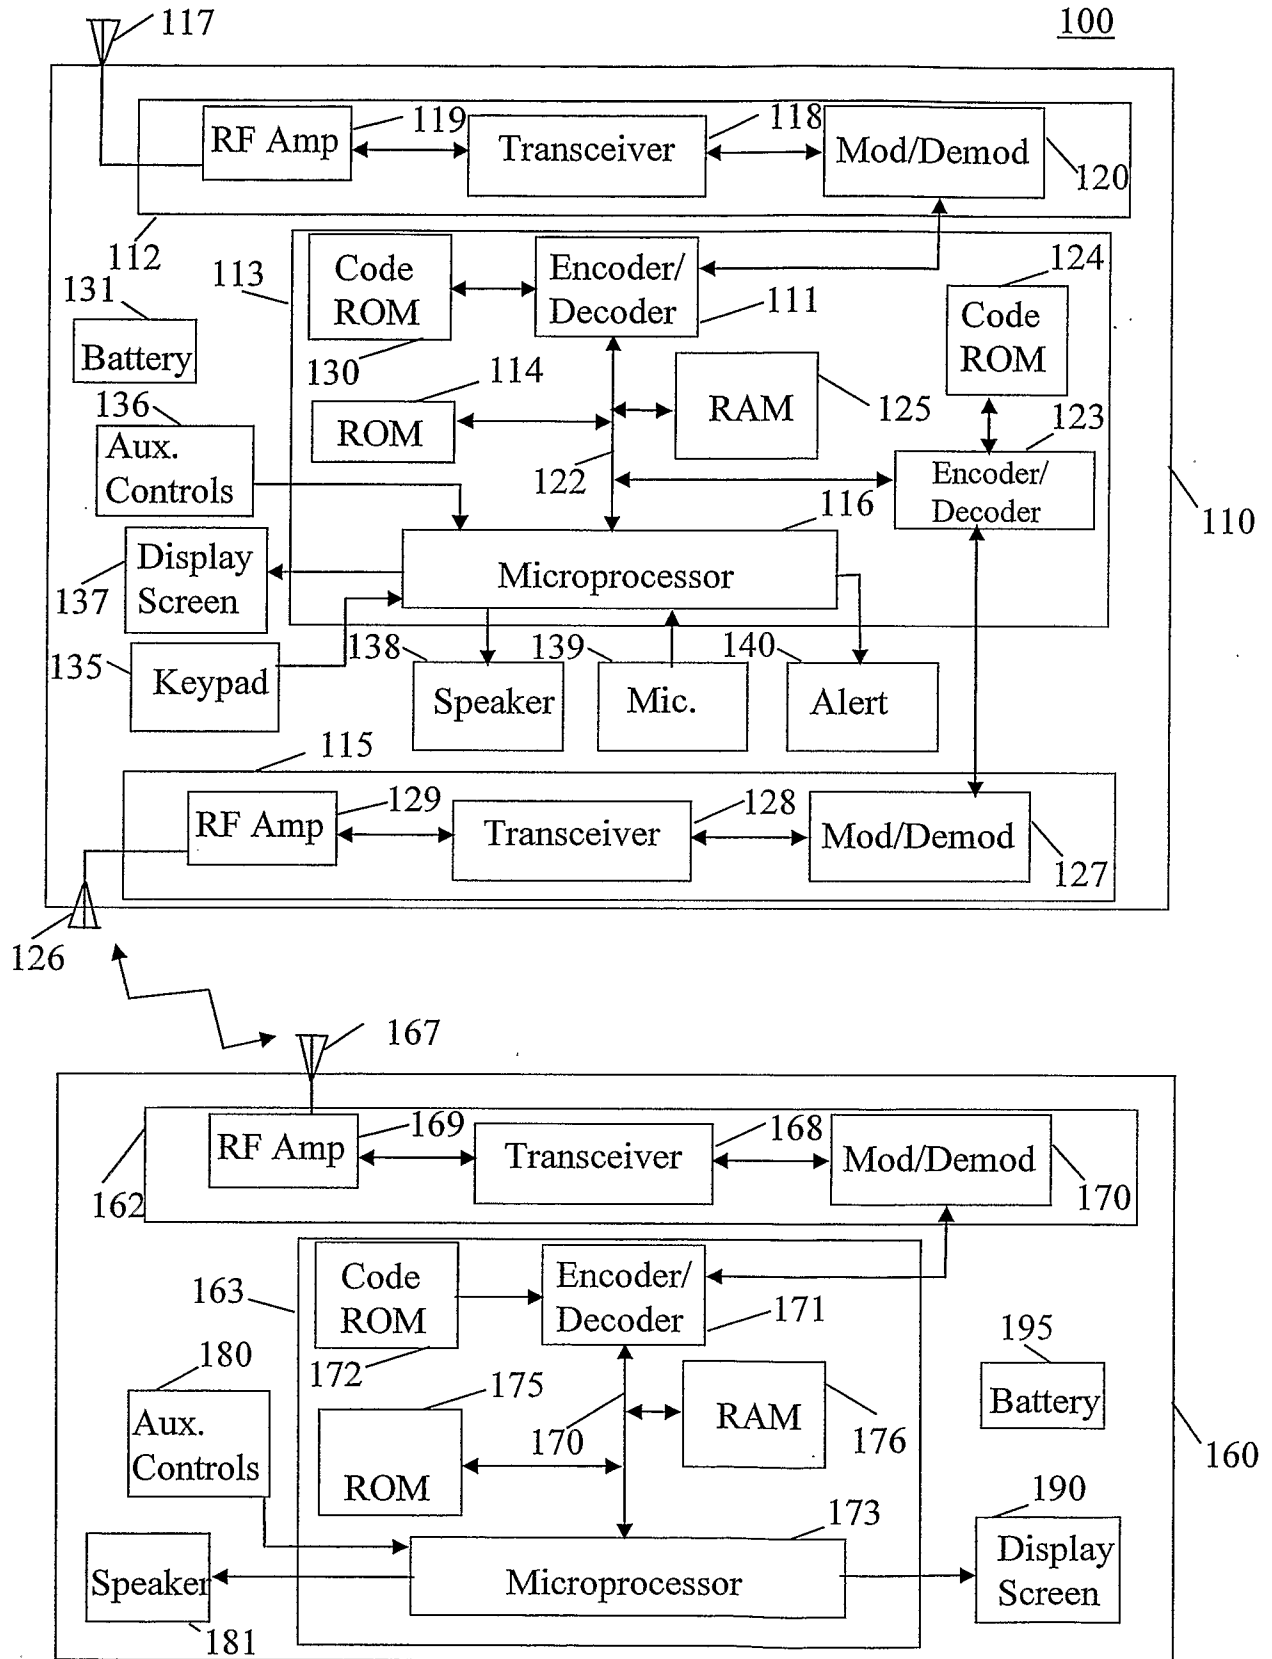 100
117
RF Amp
119
Transceiver
118
Mod/Demod
120
112
113
Code
ROM
130
Encoder/
Decoder
111
124
Code
ROM
131
Battery
114
ROM
RAM
125
123
Encoder/
Decoder
136
Aux.
Controls
122
116
110
Display
Screen
137
Microprocessor
135
Keypad
138
Speaker
139
Mic.
140
Alert
115
RF Amp
129
Transceiver
128
Mod/Demod
127
126
167
RF Amp
169
Transceiver
168
Mod/Demod
170
162
163
Code
ROM
172
Encoder/
Decoder
171
195
Battery
180
Aux.
Controls
175
ROM
170
RAM
176
160
173
Microprocessor
190
Display
Screen
Speaker
181